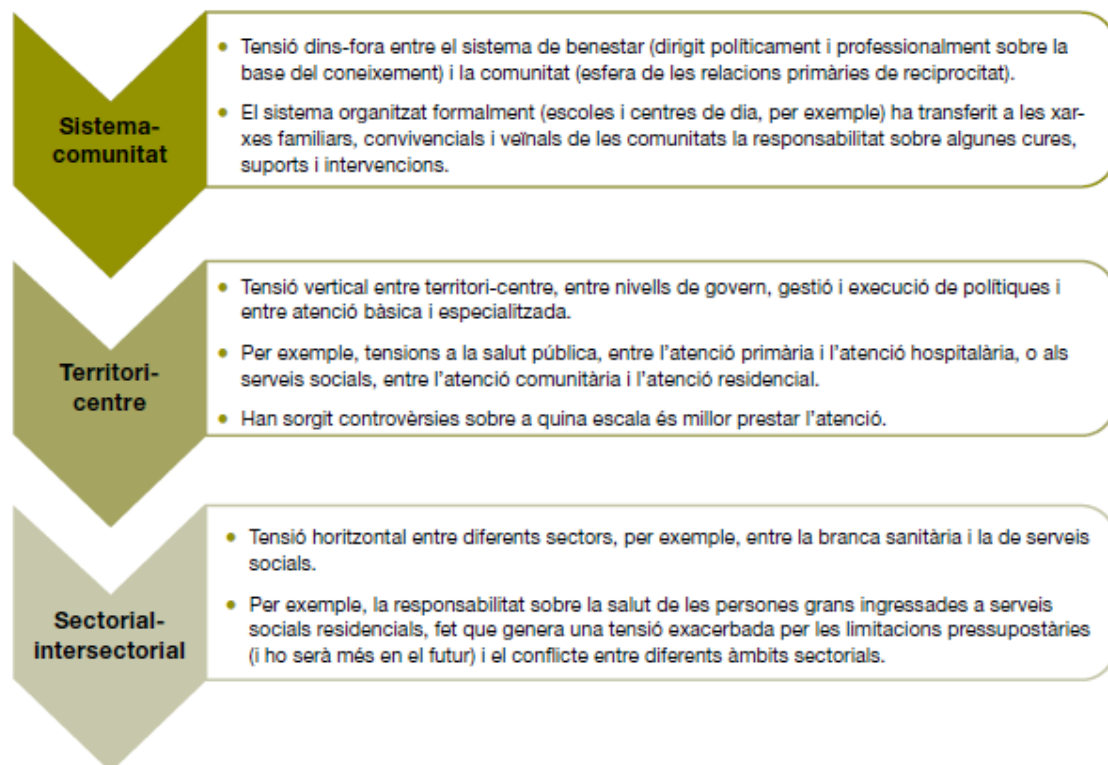 Sistema-
comunitat
• Tensió dins-fora entre el sistema de benestar (dirigit políticament i professionalment sobre la
base del coneixement) i la comunitat (esfera de les relacions primàries de reciprocitat).
• El sistema organitzat formalment (escoles i centres de dia, per exemple) ha transferit a les xar-
xes familiars, convivencials i veïnals de les comunitats la responsabilitat sobre algunes cures,
suports i intervencions.
Territori-
centre
• Tensió vertical entre territori-centre, entre nivells de govern, gestió i execució de polítiques i
entre atenció bàsica i especialitzada.
• Per exemple, tensions a la salut pública, entre l'atenció primària i l'atenció hospitalària, o als
serveis socials, entre l'atenció comunitària i l'atenció residencial.
• Han sorgit controvèrsies sobre a quina escala és millor prestar l'atenció.
Sectorial-
intersectorial
• Tensió horitzontal entre diferents sectors, per exemple, entre la branca sanitària i la de serveis
socials.
• Per exemple, la responsabilitat sobre la salut de les persones grans ingressades a serveis
socials residencials, fet que genera una tensió exacerbada per les limitacions pressupostàries
(i ho serà més en el futur) i el conflicte entre diferents àmbits sectorials.